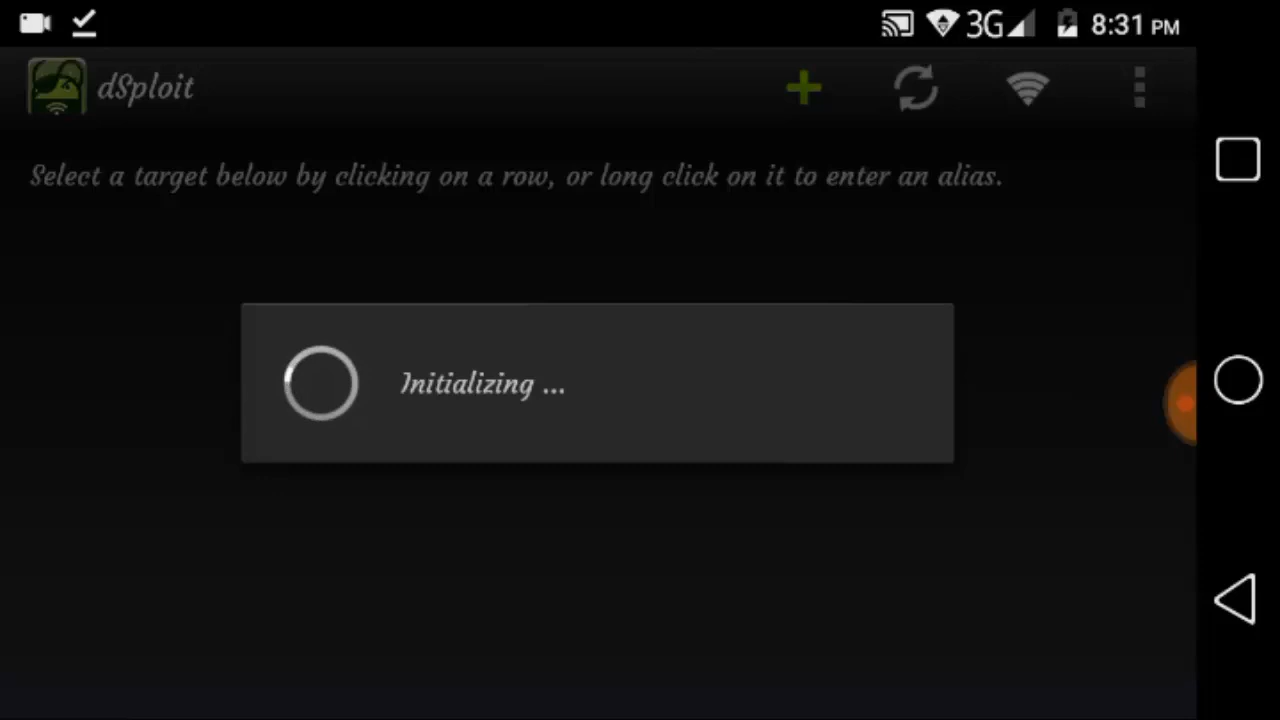 3G 8:31 PM
dSploit
Select a target below by clicking on a row, or long click on it to enter an alias.
Initializing ...